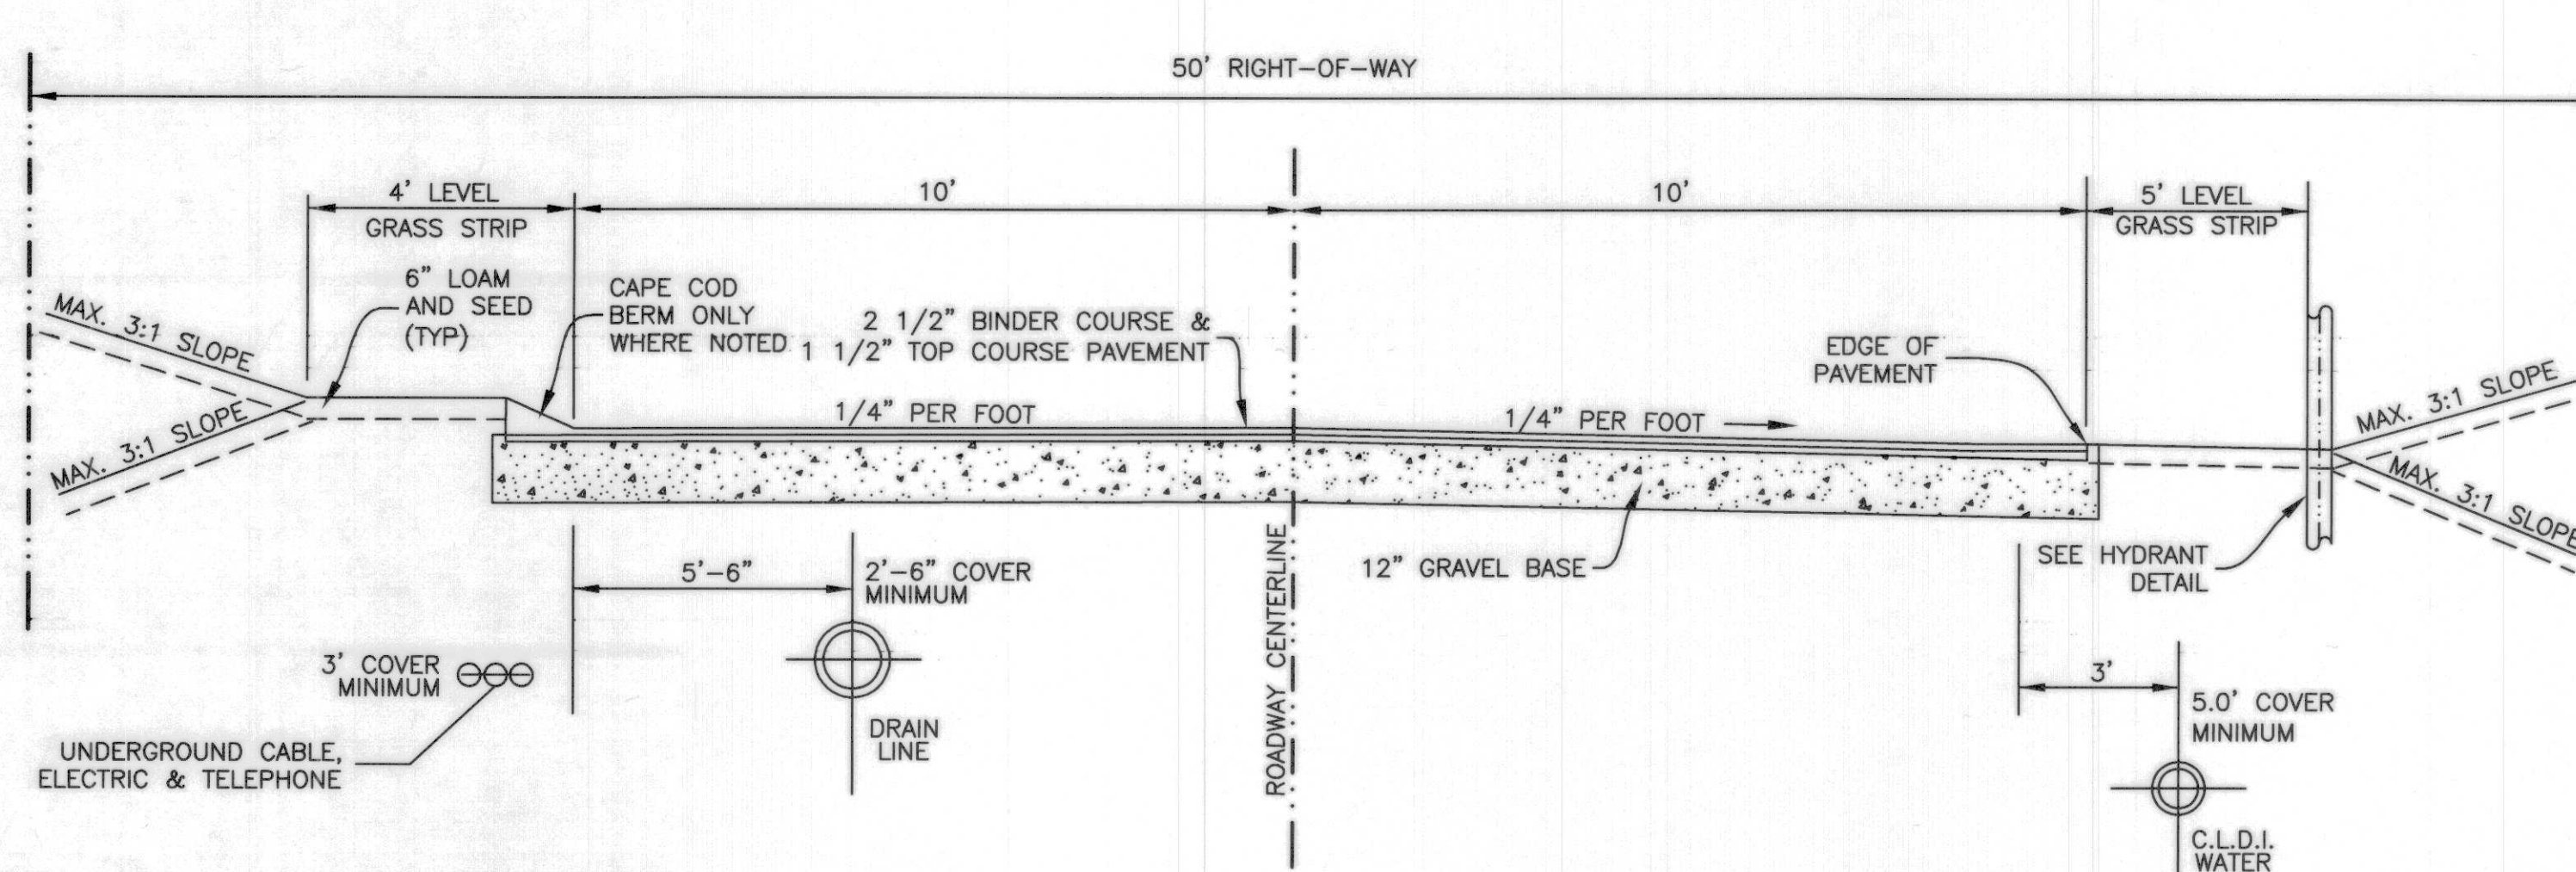 50' RIGHT-OF-WAY
4' LEVEL
GRASS STRIP
10'
10'
5' LEVEL
GRASS STRIP
6" LOAM
AND SEED
(TYP)
CAPE COD
BERM ONLY
WHERE NOTED
2 1/2" BINDER COURSE &
1 1/2" TOP COURSE PAVEMENT
EDGE OF
PAVEMENT
MAX. 3:1 SLOPE
MAX. 3:1 SLOPE
1/4" PER FOOT
1/4" PER FOOT
MAX. 3:1 SLOPE
MAX. 3:1 SLOPE
5'-6"
2'-6" COVER
MINIMUM
ROADWAY CENTERLINE
12" GRAVEL BASE
SEE HYDRANT
DETAIL
3' COVER
MINIMUM
DRAIN
LINE
3'
5.0' COVER
MINIMUM
UNDERGROUND CABLE,
ELECTRIC & TELEPHONE
C.L.D.I.
WATER